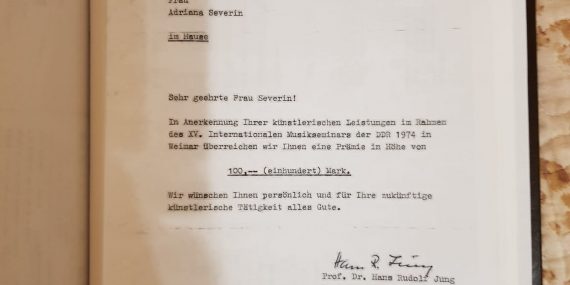 Frau
Adriana Severin
im Hause
Sehr geehrte Frau Severin!
In Anerkennung Ihrer künstlerischen Leistungen im Rahmen
des XV. Internationalen Musikseminars der DDR 1974 in
Weimar überreichen wir Ihnen eine Prämie in Höhe von
100,-- (einhundert) Mark.
Wir wünschen Ihnen persönlich und für Ihre zukünftige
künstlerische Tätigkeit alles Gute.
Hans R. Jung
Prof. Dr. Hans Rudolf Jung